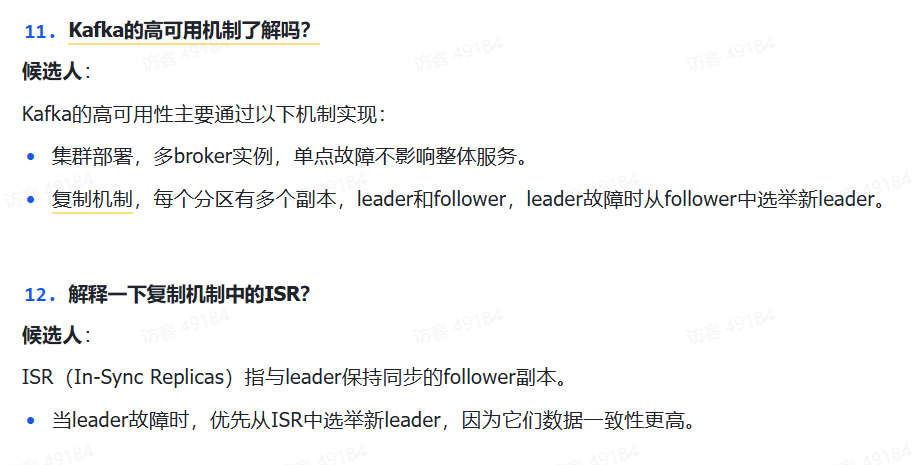 11. Kafka的高可用机制了解吗？
候选人：
Kafka的高可用性主要通过以下机制实现：
• 集群部署，多broker实例，单点故障不影响整体服务。
• 复制机制，每个分区有多个副本，leader和follower，leader故障时从follower中选举新leader。
12. 解释一下复制机制中的ISR？
候选人：
ISR（In-Sync Replicas）指与leader保持同步的follower副本。
• 当leader故障时，优先从ISR中选举新leader，因为它们数据一致性更高。
访客 49184
访客 49184
访客 49184
访客 49184
访客 49184
访客 49184
访客 49184